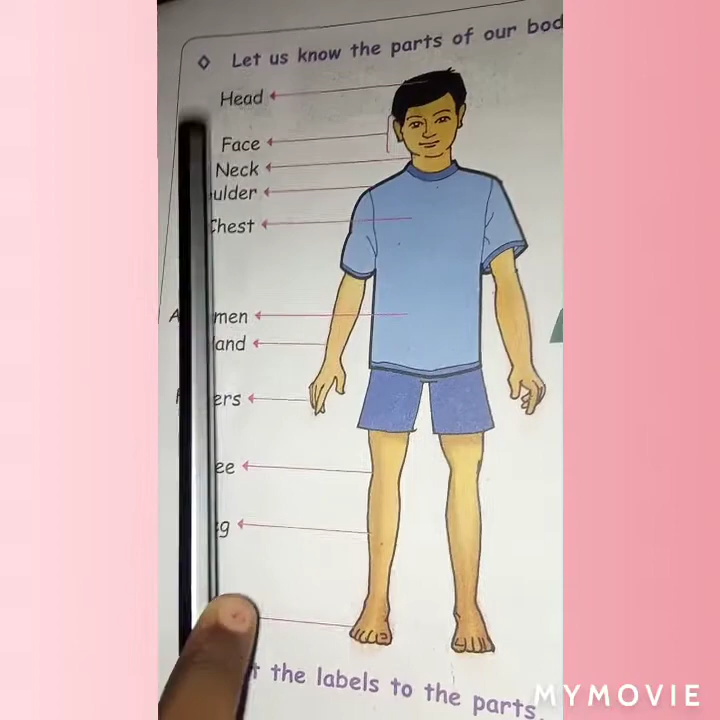 ◇ Let us know the parts of our bod
Head
Face
Neck
ulder
Chest
A men
and
ers
ee
g
t the labels to the parts.
MYMOVIE